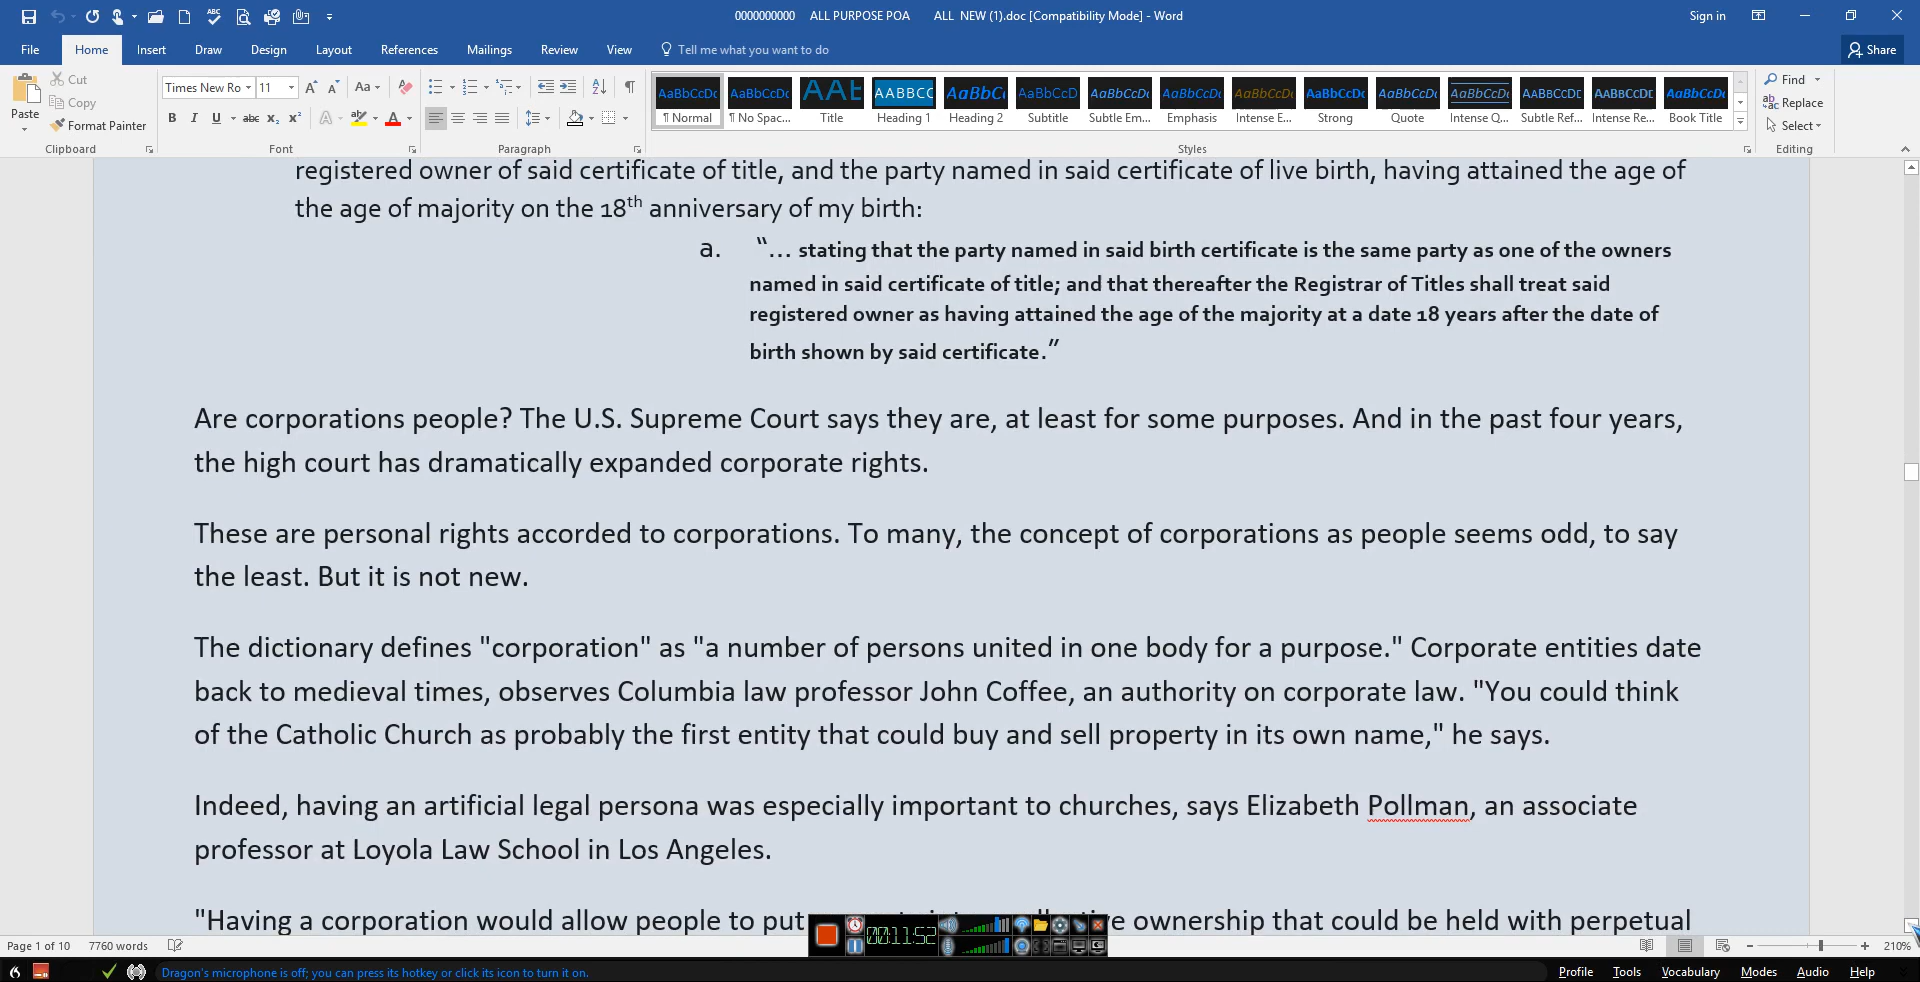 0000000000 ALL PURPOSE POA ALL NEW (1).doc [Compatibility Mode] - Word
Sign in
File Home Insert Draw Design Layout References Mailings Review View Tell me what you want to do Share
Paste
Cut
Copy
Format Painter
Clipboard
Times New Ro 11
Font
Paragraph
AaBbCcDc ¶ Normal
AaBbCcDc ¶ No Spac...
Title
AABBCC Heading 1
AaBbC Heading 2
AaBbCcD Subtitle
AaBbCcDc Subtle Em...
AaBbCcDc Emphasis
AaBbCcDc Intense E...
AaBbCcDc Strong
AaBbCcDc Quote
AaBbCcDc Intense Q...
AABBCCDE Subtle Ref...
AABBCCDE Intense Re...
AaBbCcDc Book Title
Styles
Find
Replace
Select
Editing
registered owner of said certificate of title, and the party named in said certificate of live birth, having attained the age of
the age of majority on the 18th anniversary of my birth:
a. “... stating that the party named in said birth certificate is the same party as one of the owners
named in said certificate of title; and that thereafter the Registrar of Titles shall treat said
registered owner as having attained the age of the majority at a date 18 years after the date of
birth shown by said certificate.”
Are corporations people? The U.S. Supreme Court says they are, at least for some purposes. And in the past four years,
the high court has dramatically expanded corporate rights.
These are personal rights accorded to corporations. To many, the concept of corporations as people seems odd, to say
the least. But it is not new.
The dictionary defines "corporation" as "a number of persons united in one body for a purpose." Corporate entities date
back to medieval times, observes Columbia law professor John Coffee, an authority on corporate law. "You could think
of the Catholic Church as probably the first entity that could buy and sell property in its own name," he says.
Indeed, having an artificial legal persona was especially important to churches, says Elizabeth Pollman, an associate
professor at Loyola Law School in Los Angeles.
"Having a corporation would allow people to put ownership that could be held with perpetual
00:11:52
Page 1 of 10 7760 words
210%
Dragon's microphone is off; you can press its hotkey or click its icon to turn it on.
Profile Tools Vocabulary Modes Audio Help